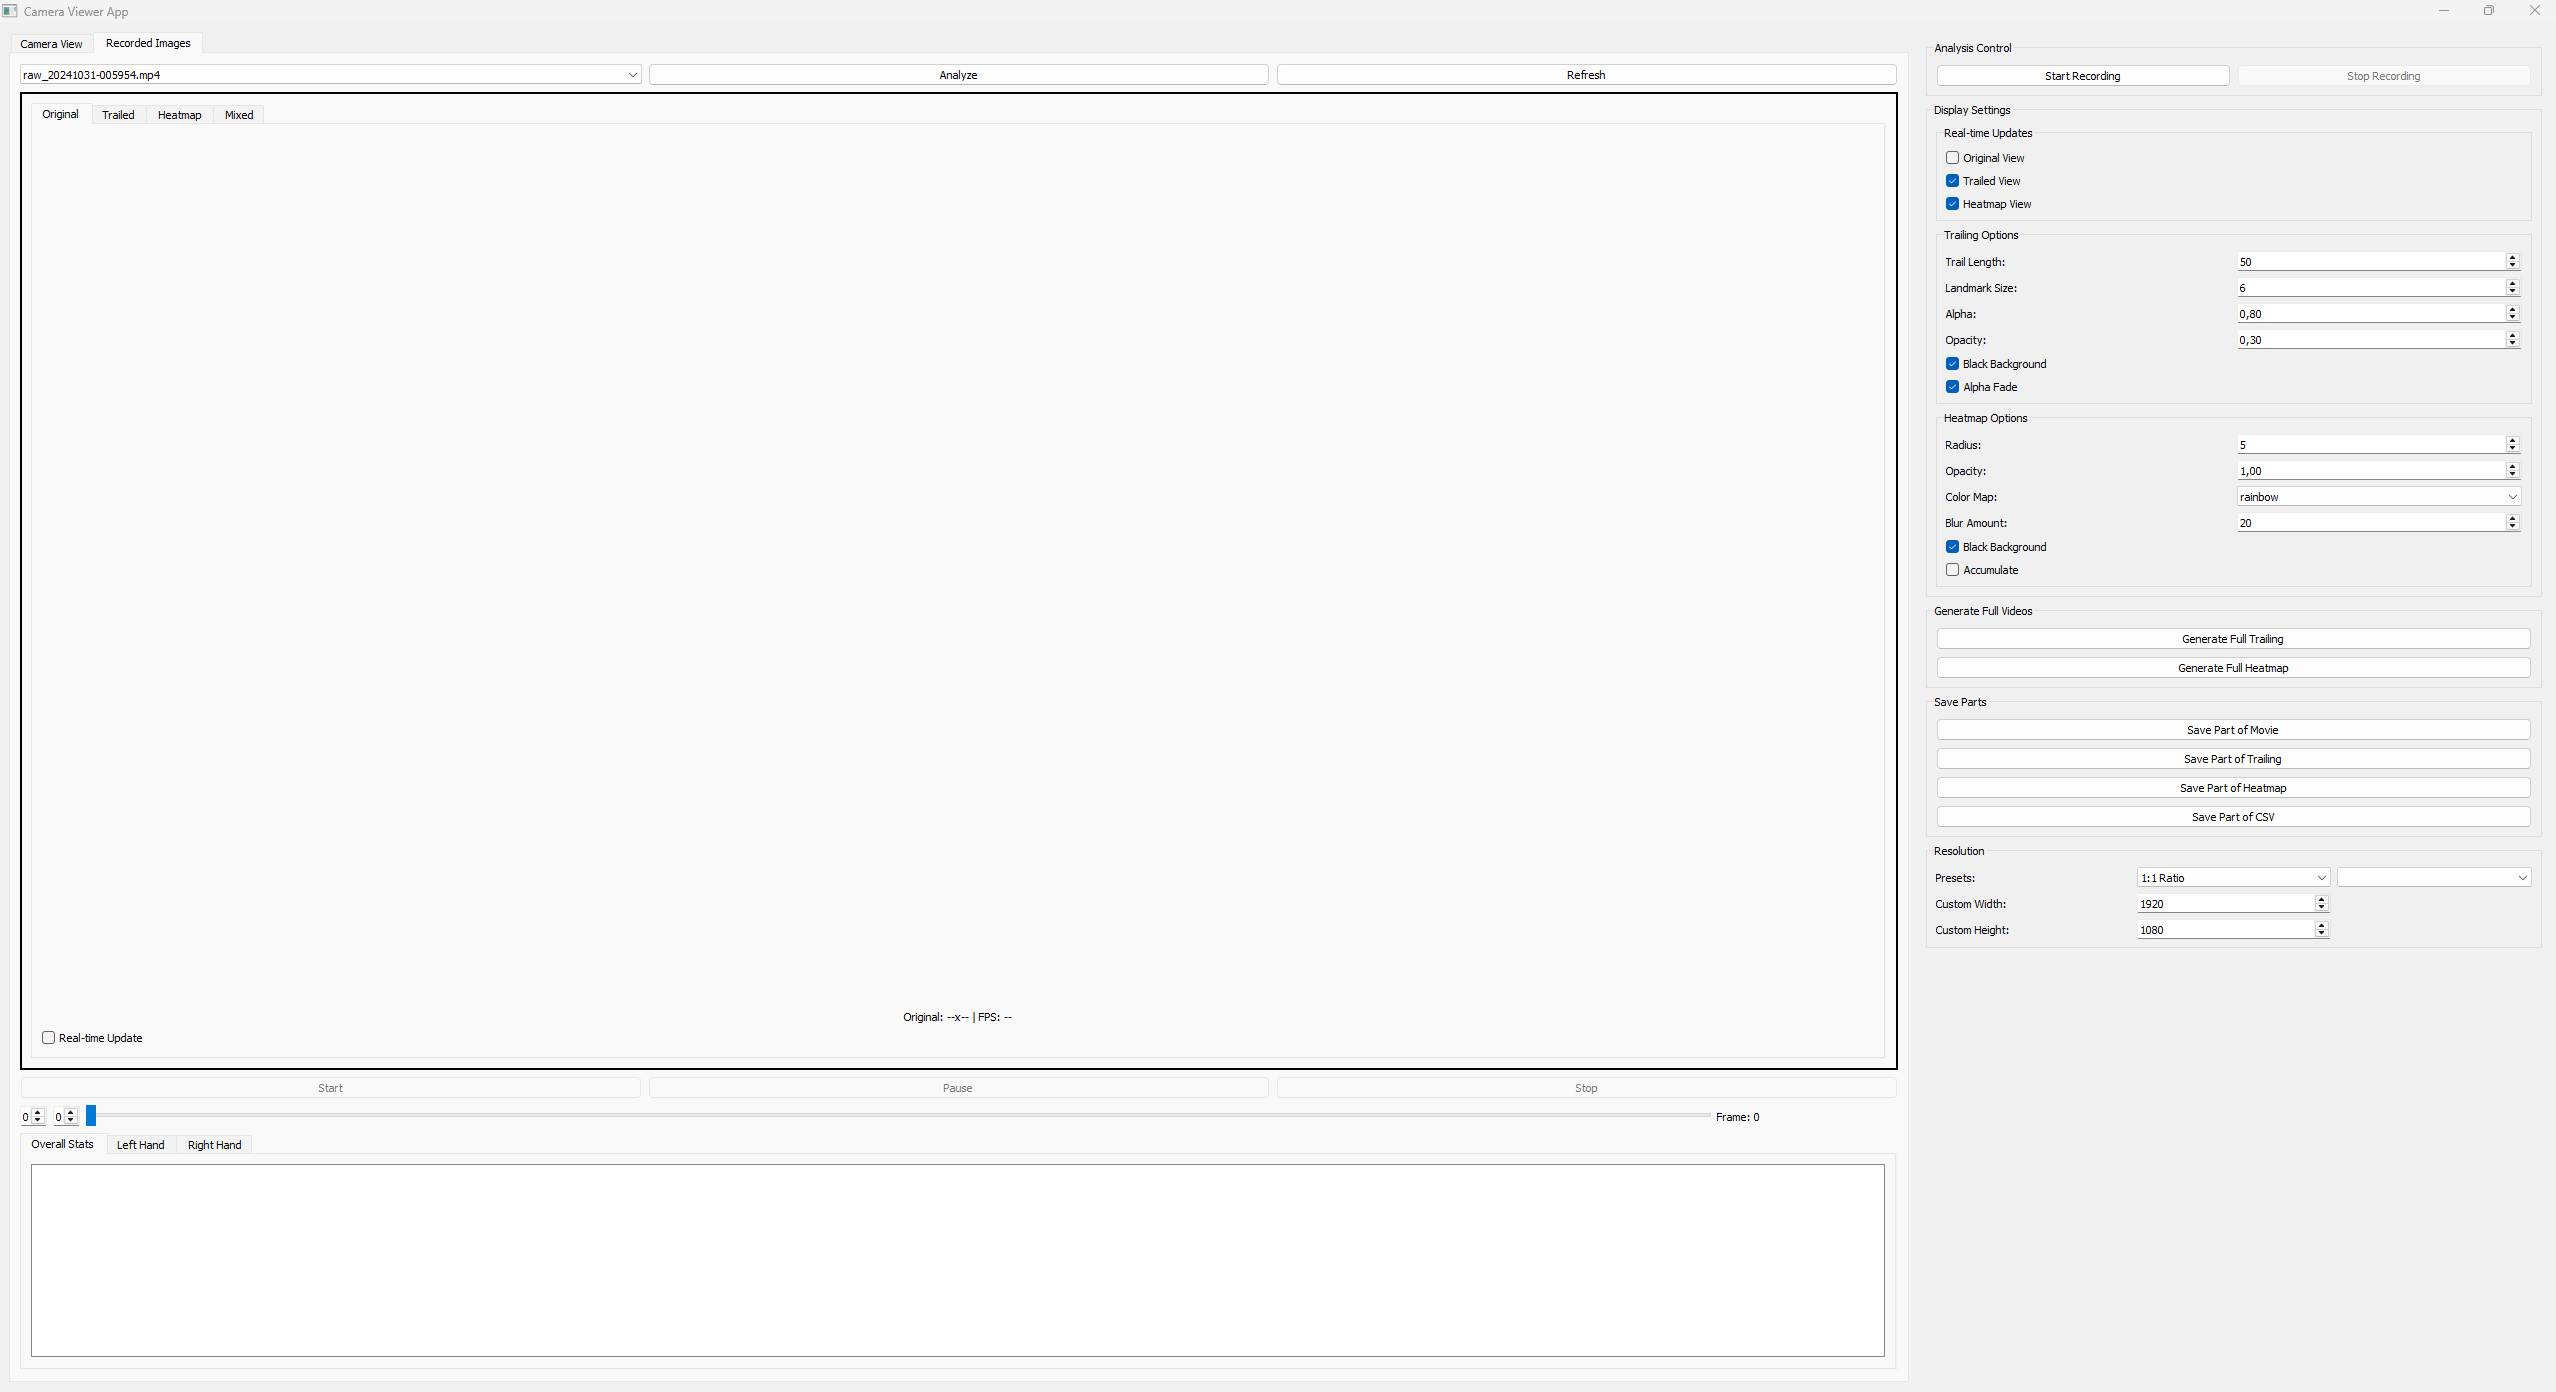 Camera Viewer App
Camera View Recorded Images
raw_20241031-005954.mp4 Analyze Refresh
Original Trailed Heatmap Mixed
Original: --x-- | FPS: --
Real-time Update
Start Pause Stop
0 0 Frame: 0
Overall Stats Left Hand Right Hand
Analysis Control
Start Recording Stop Recording
Display Settings
Real-time Updates
Original View
Trailed View
Heatmap View
Trailing Options
Trail Length: 50
Landmark Size: 6
Alpha: 0,80
Opacity: 0,30
Black Background
Alpha Fade
Heatmap Options
Radius: 5
Opacity: 1,00
Color Map: rainbow
Blur Amount: 20
Black Background
Accumulate
Generate Full Videos
Generate Full Trailing
Generate Full Heatmap
Save Parts
Save Part of Movie
Save Part of Trailing
Save Part of Heatmap
Save Part of CSV
Resolution
Presets: 1:1 Ratio
Custom Width: 1920
Custom Height: 1080